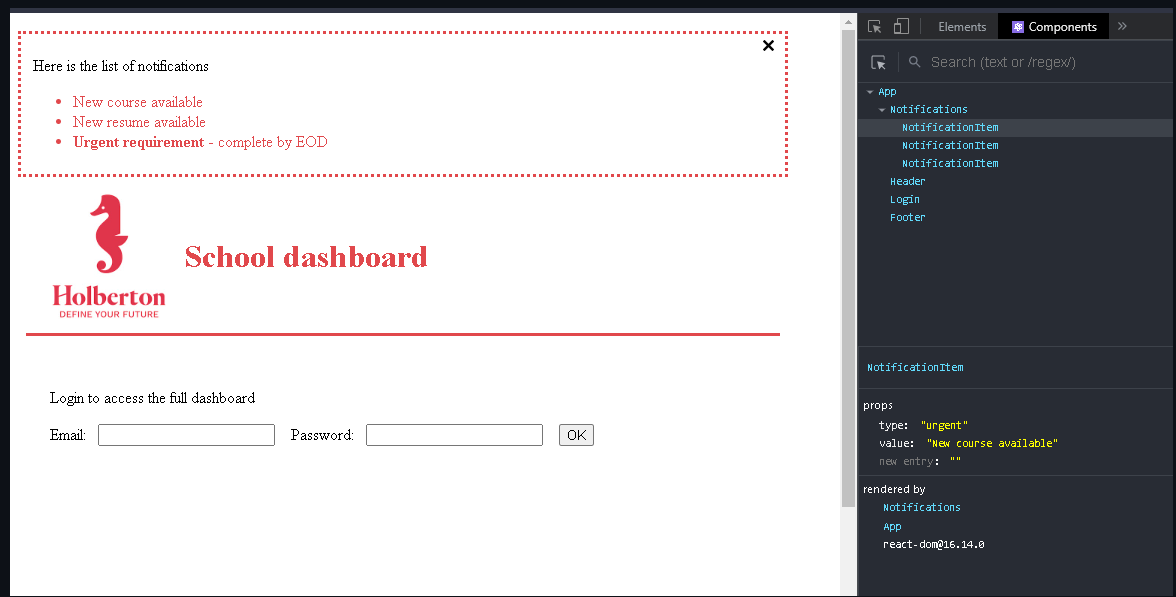 Here is the list of notifications
New course available
New resume available
Urgent requirement - complete by EOD
Holberton
DEFINE YOUR FUTURE
School dashboard
Login to access the full dashboard
Email: Password: OK
Elements Components
Search (text or /regex/)
App
Notifications
NotificationItem
NotificationItem
NotificationItem
Header
Login
Footer
NotificationItem
props
type: "urgent"
value: "New course available"
new entry: ""
rendered by
Notifications
App
react-dom@16.14.0